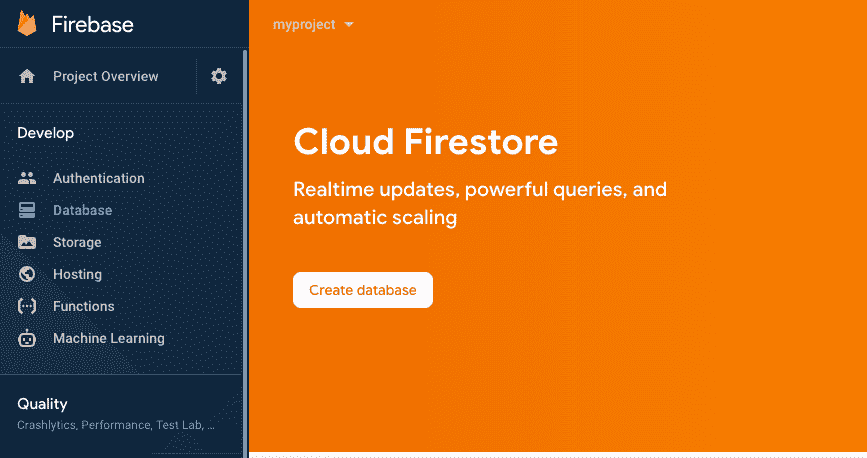 Firebase
Project Overview
Develop
Authentication
Database
Storage
Hosting
Functions
Machine Learning
Quality
Crashlytics, Performance, Test Lab, ...
myproject
Cloud Firestore
Realtime updates, powerful queries, and
automatic scaling
Create database